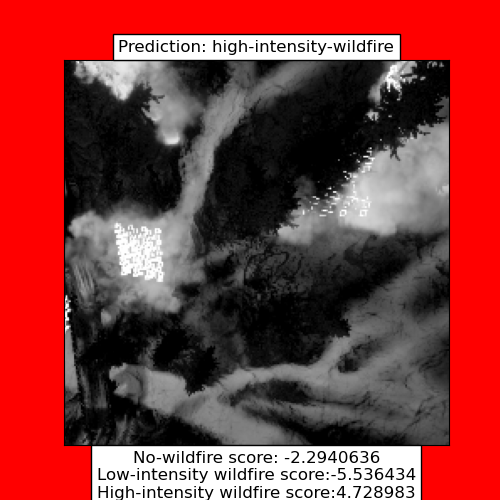 Prediction: high-intensity-wildfire
No-wildfire score: -2.2940636
Low-intensity wildfire score:-5.536434
High-intensity wildfire score:4.728983